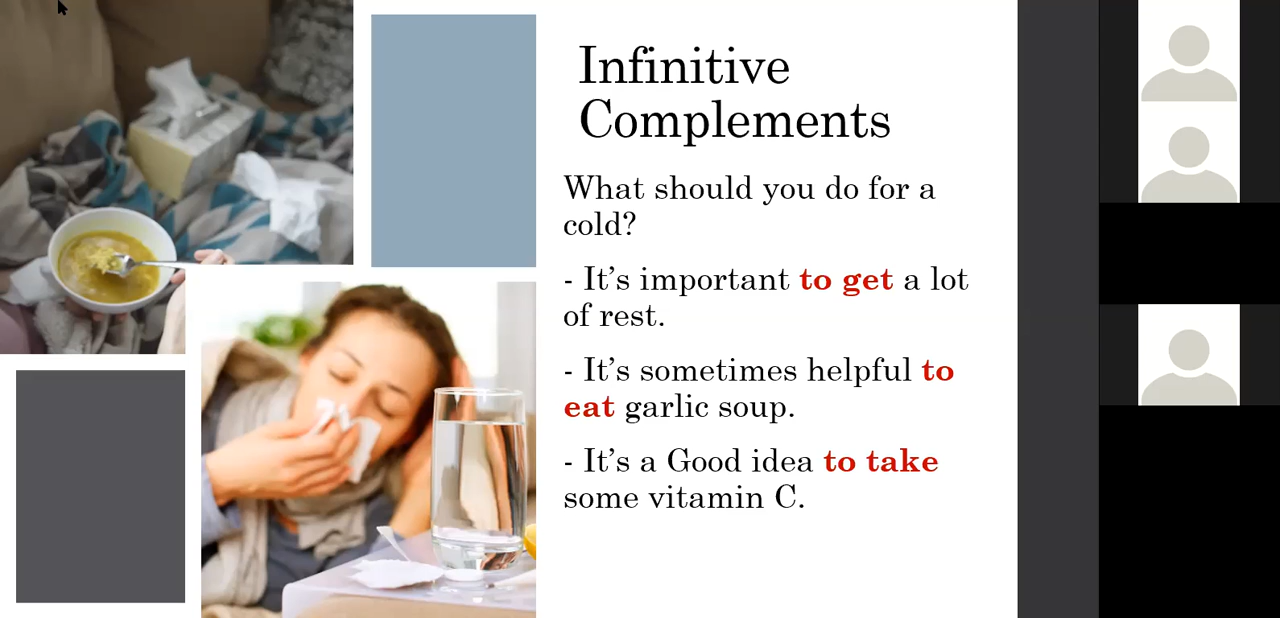 Infinitive
Complements
What should you do for a
cold?
- It’s important to get a lot
of rest.
- It’s sometimes helpful to
eat garlic soup.
- It’s a Good idea to take
some vitamin C.